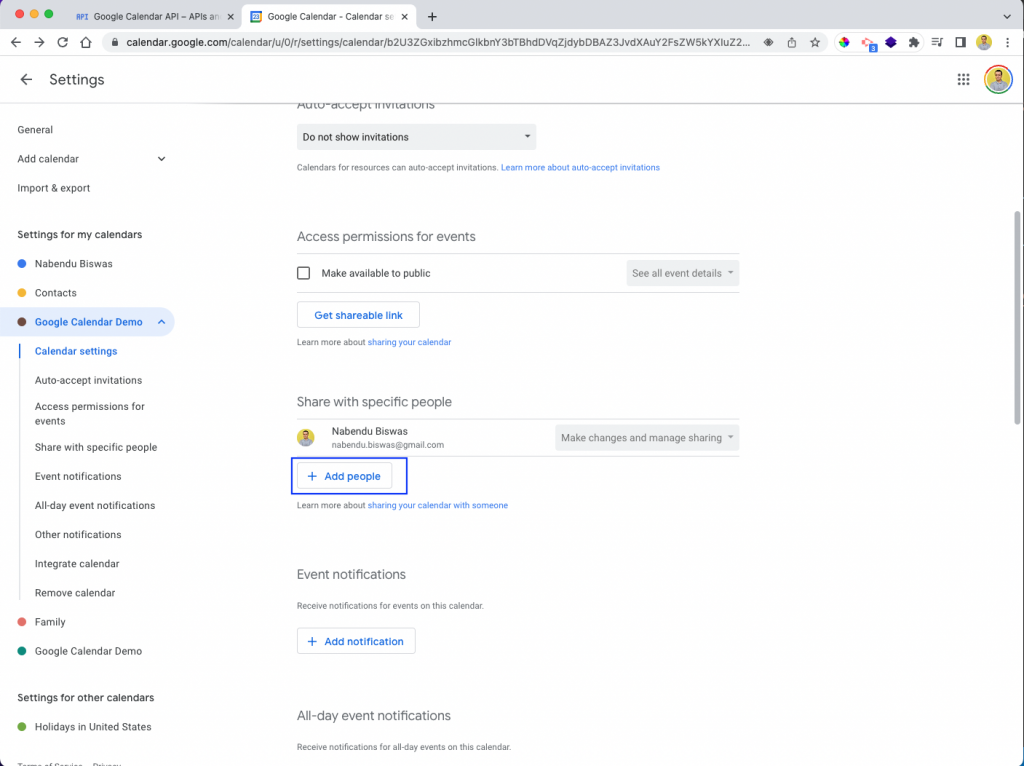 API Google Calendar API – APIs an
Google Calendar - Calendar se
calendar.google.com/calendar/u/0/r/settings/calendar/b2U3ZGxibzhmcGlkbnY3bTBhdDVqZjdybDBAZ3JvdXAuY2FsZW5kYXIuZ2...
3
Settings
General
Add calendar
Import & export
Settings for my calendars
Nabendu Biswas
Contacts
Google Calendar Demo
Calendar settings
Auto-accept invitations
Access permissions for
events
Share with specific people
Event notifications
All-day event notifications
Other notifications
Integrate calendar
Remove calendar
Family
Google Calendar Demo
Settings for other calendars
Holidays in United States
Terms of Service – Privacy
Auto-accept invitations
Do not show invitations
Calendars for resources can auto-accept invitations. Learn more about auto-accept invitations
Access permissions for events
Make available to public
See all event details
Get shareable link
Learn more about sharing your calendar
Share with specific people
Nabendu Biswas
nabendu.biswas@gmail.com
Make changes and manage sharing
+ Add people
Learn more about sharing your calendar with someone
Event notifications
Receive notifications for events on this calendar.
+ Add notification
All-day event notifications
Receive notifications for all-day events on this calendar.